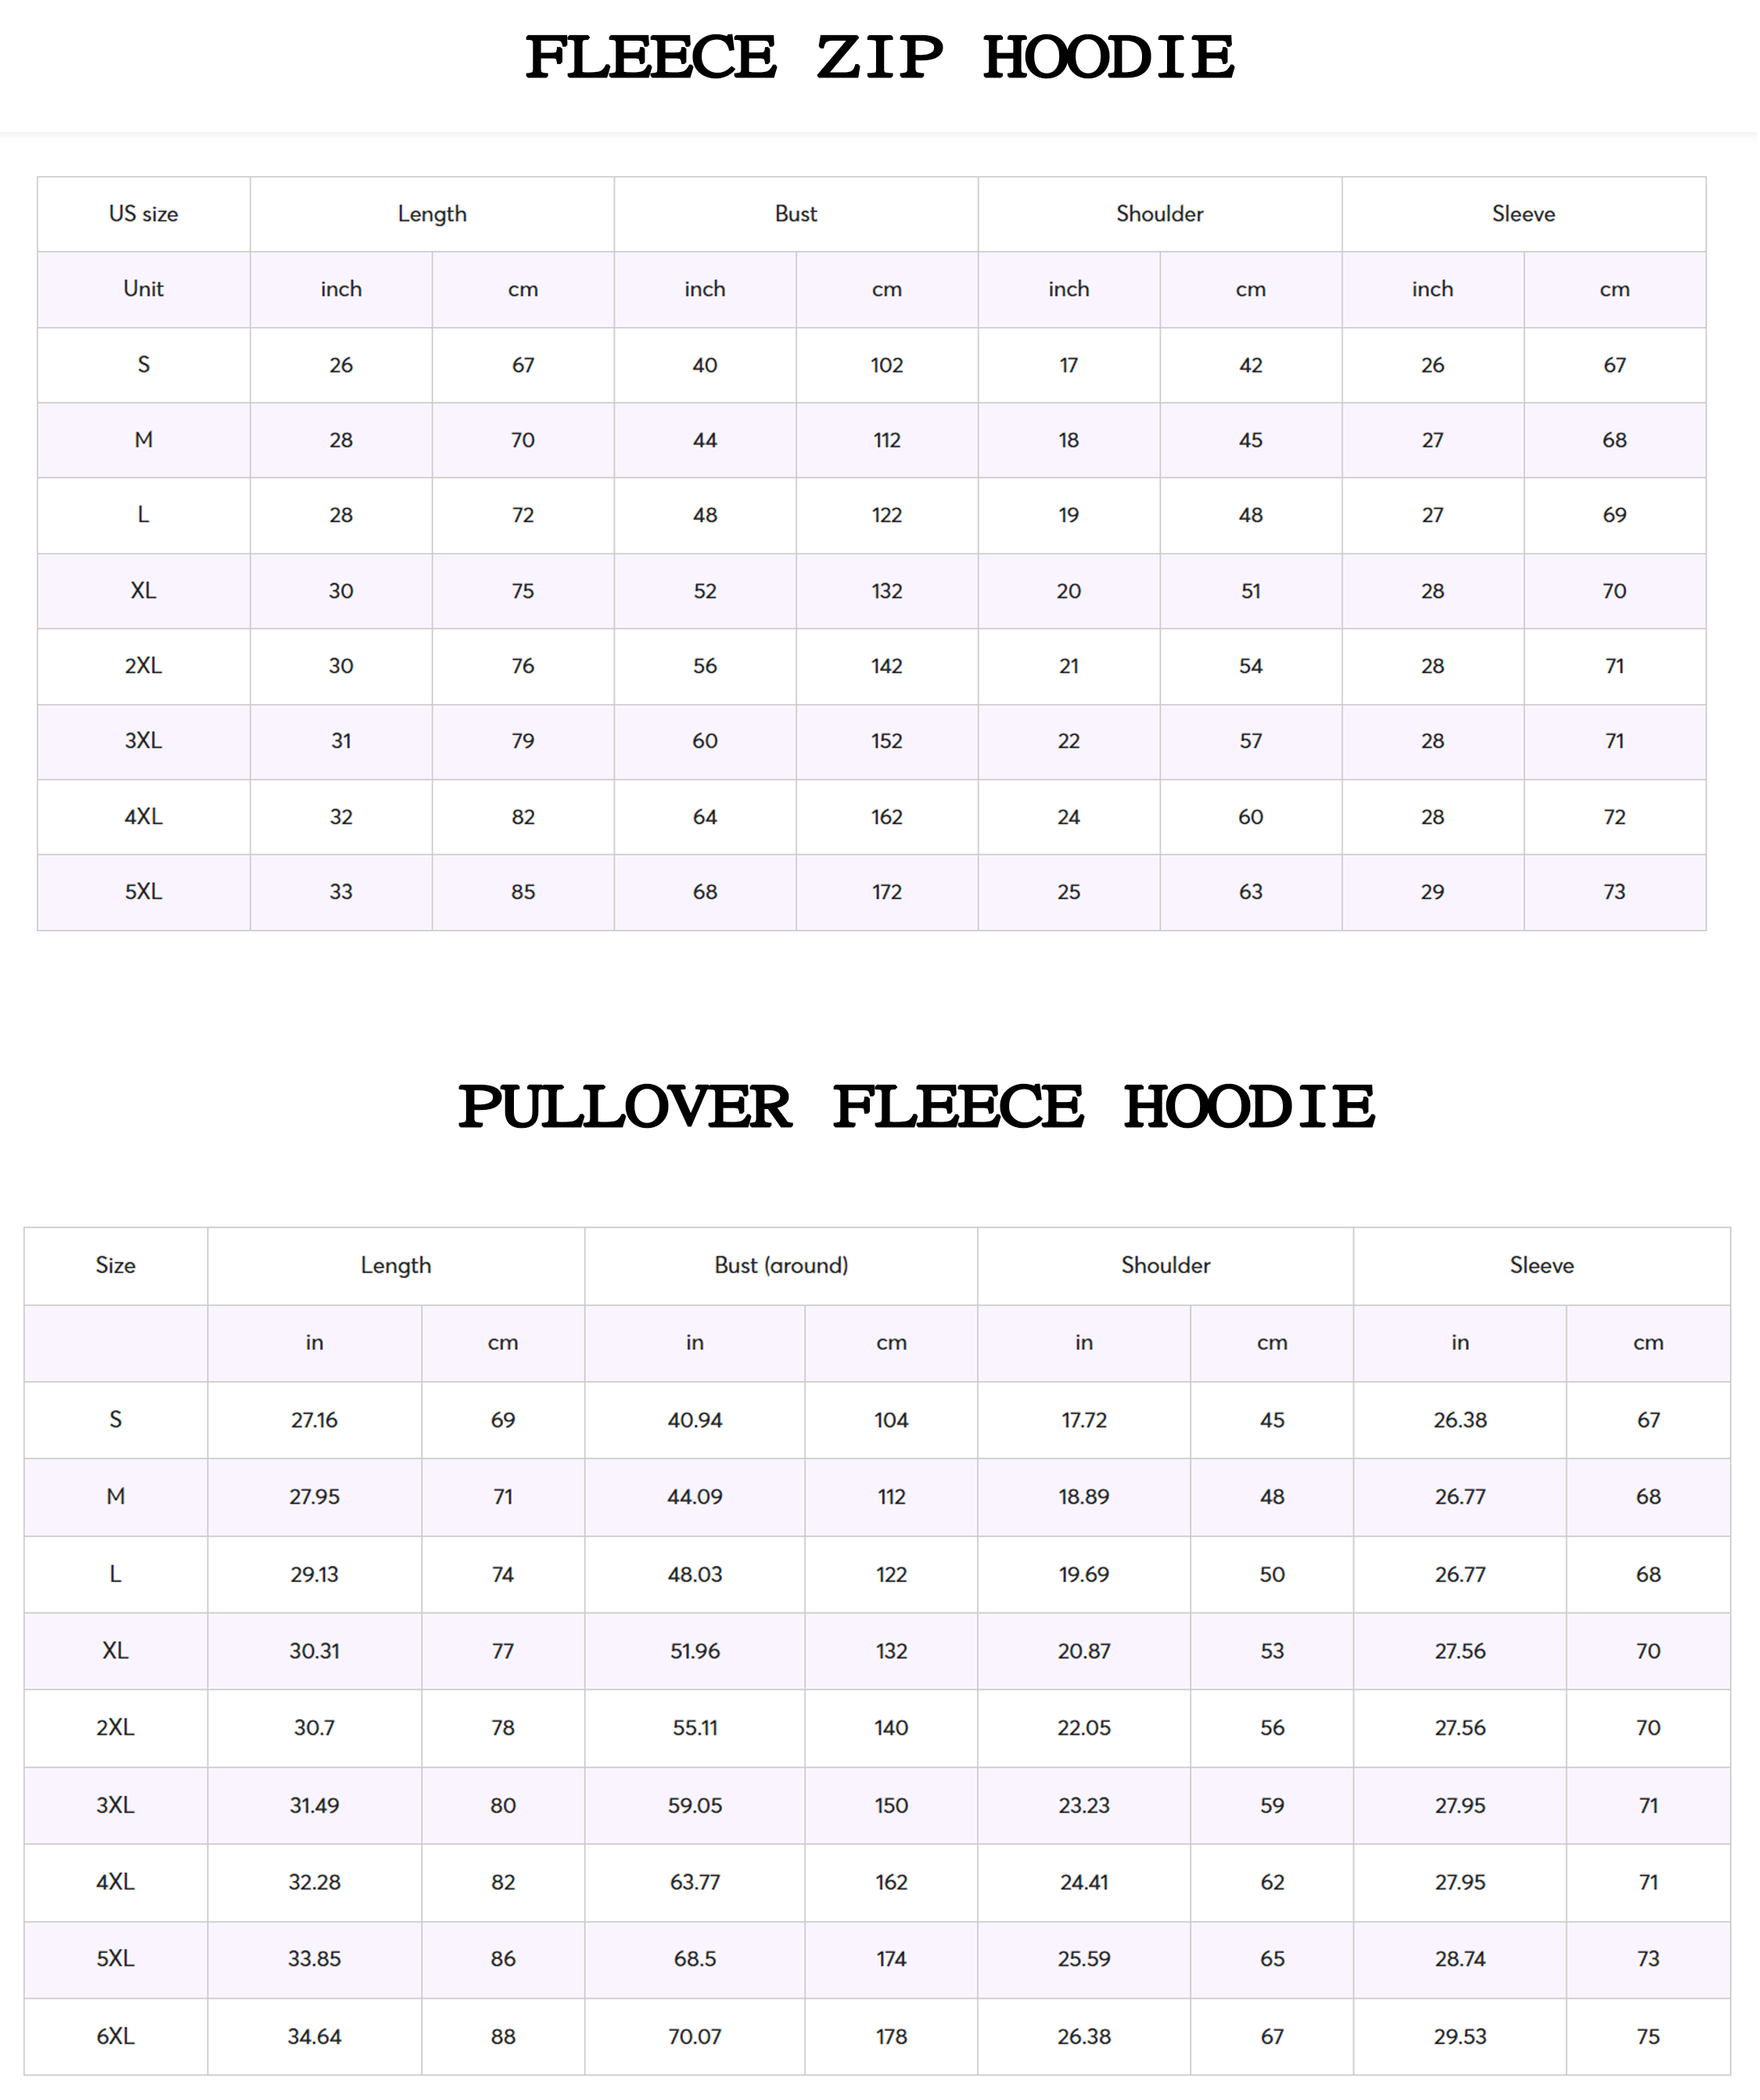 FLEECE ZIP HOODIE
US size Length Bust Shoulder Sleeve
Unit inch cm inch cm inch cm inch cm
S 26 67 40 102 17 42 26 67
M 28 70 44 112 18 45 27 68
L 28 72 48 122 19 48 27 69
XL 30 75 52 132 20 51 28 70
2XL 30 76 56 142 21 54 28 71
3XL 31 79 60 152 22 57 28 71
4XL 32 82 64 162 24 60 28 72
5XL 33 85 68 172 25 63 29 73
PULLOVER FLEECE HOODIE
Size Length Bust (around) Shoulder Sleeve
in cm in cm in cm in cm
S 27.16 69 40.94 104 17.72 45 26.38 67
M 27.95 71 44.09 112 18.89 48 26.77 68
L 29.13 74 48.03 122 19.69 50 26.77 68
XL 30.31 77 51.96 132 20.87 53 27.56 70
2XL 30.7 78 55.11 140 22.05 56 27.56 70
3XL 31.49 80 59.05 150 23.23 59 27.95 71
4XL 32.28 82 63.77 162 24.41 62 27.95 71
5XL 33.85 86 68.5 174 25.59 65 28.74 73
6XL 34.64 88 70.07 178 26.38 67 29.53 75